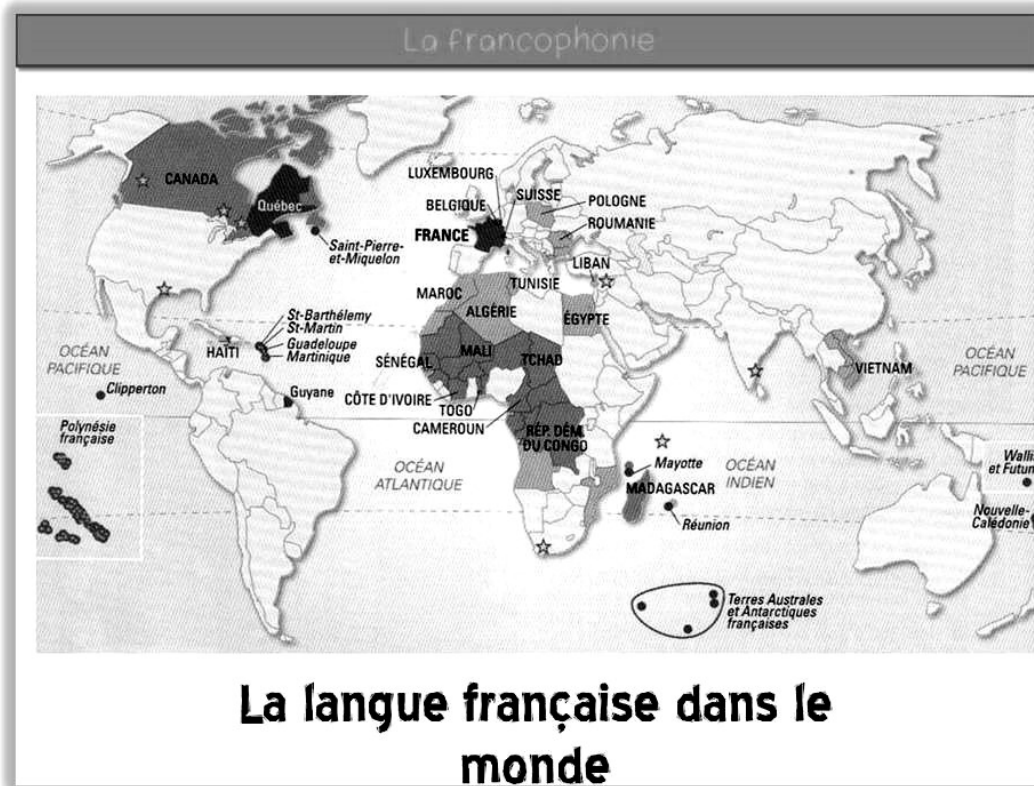 La francophonie
CANADA
Québec
Saint-Pierre-
et-Miquelon
LUXEMBOURG
BELGIQUE
FRANCE
SUISSE
POLOGNE
ROUMANIE
LIBAN
TUNISIE
MAROC
ALGÉRIE
ÉGYPTE
St-Barthélemy
St-Martin
Guadeloupe
Martinique
HAÏTI
OCÉAN
PACIFIQUE
Clipperton
Guyane
SÉNÉGAL
MALI
TCHAD
CÔTE D'IVOIRE
TOGO
CAMEROUN
RÉP. DÉM.
DU CONGO
VIETNAM
OCÉAN
PACIFIQUE
Polynésie
française
OCÉAN
ATLANTIQUE
Mayotte
MADAGASCAR
Réunion
OCÉAN
INDIEN
Wallis
et Futun
Nouvelle-
Calédonie
Terres Australes
et Antarctiques
françaises
La langue française dans le
monde